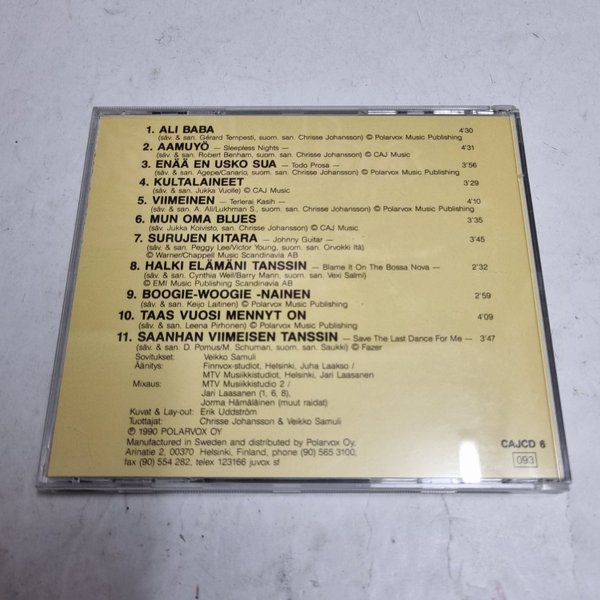 1. ALI BABA 4'30
(säv. & san. Gérard Tempesti, suom. san. Chrisse Johansson) © Polarvox Music Publishing
2. AAMUYÖ — Sleepless Nights — 4'31
(säv. & san. Robert Benham, suom. san. Chrisse Johansson) © CAJ Music
3. ENÄÄ EN USKO SUA — Todo Prosa — 3'56
(säv. & san. Agepe/Canario, suom. san. Chrisse Johansson) © Polarvox Music Publishing
4. KULTALAINEET 3'29
(säv. & san. Jukka Vuolle) © CAJ Music
5. VIIMEINEN — Terlerai Kasih — 4'10
(säv. & san. A. Ali/Lukhman S., suom. san. Chrisse Johansson) © Polarvox Music Publishing
6. MUN OMA BLUES 3'35
(säv. Jukka Koivisto, san. Chrisse Johansson) © CAJ Music
7. SURUJEN KITARA — Johnny Guitar — 3'45
(säv. & san. Peggy Lee/Victor Young, suom. san. Orvokki Itä)
© Warner/Chappell Music Scandinavia AB
8. HALKI ELÄMÄNI TANSSIN — Blame It On The Bossa Nova — 2'32
(säv. & san. Cynthia Weil/Barry Mann, suom. san. Vexi Salmi)
© EMI Music Publishing Scandinavia AB
9. BOOGIE-WOOGIE -NAINEN 2'59
(säv. & san. Keijo Laitinen) © Polarvox Music Publishing
10. TAAS VUOSI MENNYT ON 4'09
(säv. & san. Leena Pirhonen) © Polarvox Music Publishing
11. SAANHAN VIIMEISEN TANSSIN — Save The Last Dance For Me — 3'47
(säv. & san. D. Pomus/M. Schuman, suom. san. Saukki) © Fazer
Sovitukset: Veikko Samuli
Äänitys: Finnvox-studiot, Helsinki, Juha Laakso /
MTV Musiikkistudiot, Helsinki, Jari Laasanen
Mixaus: MTV Musiikkistudio 2 /
Jari Laasanen (1, 6, 8),
Jorma Hämäläinen (muut raidat)
Kuvat & Lay-out: Erik Uddström
Tuottajat: Chrisse Johansson & Veikko Samuli
℗ 1990 POLARVOX OY
Manufactured in Sweden and distributed by Polarvox Oy,
Arinatie 2, 00370 Helsinki, Finland, phone (90) 565 3100,
fax (90) 554 282, telex 123166 juvox sf
CAJCD 6
093